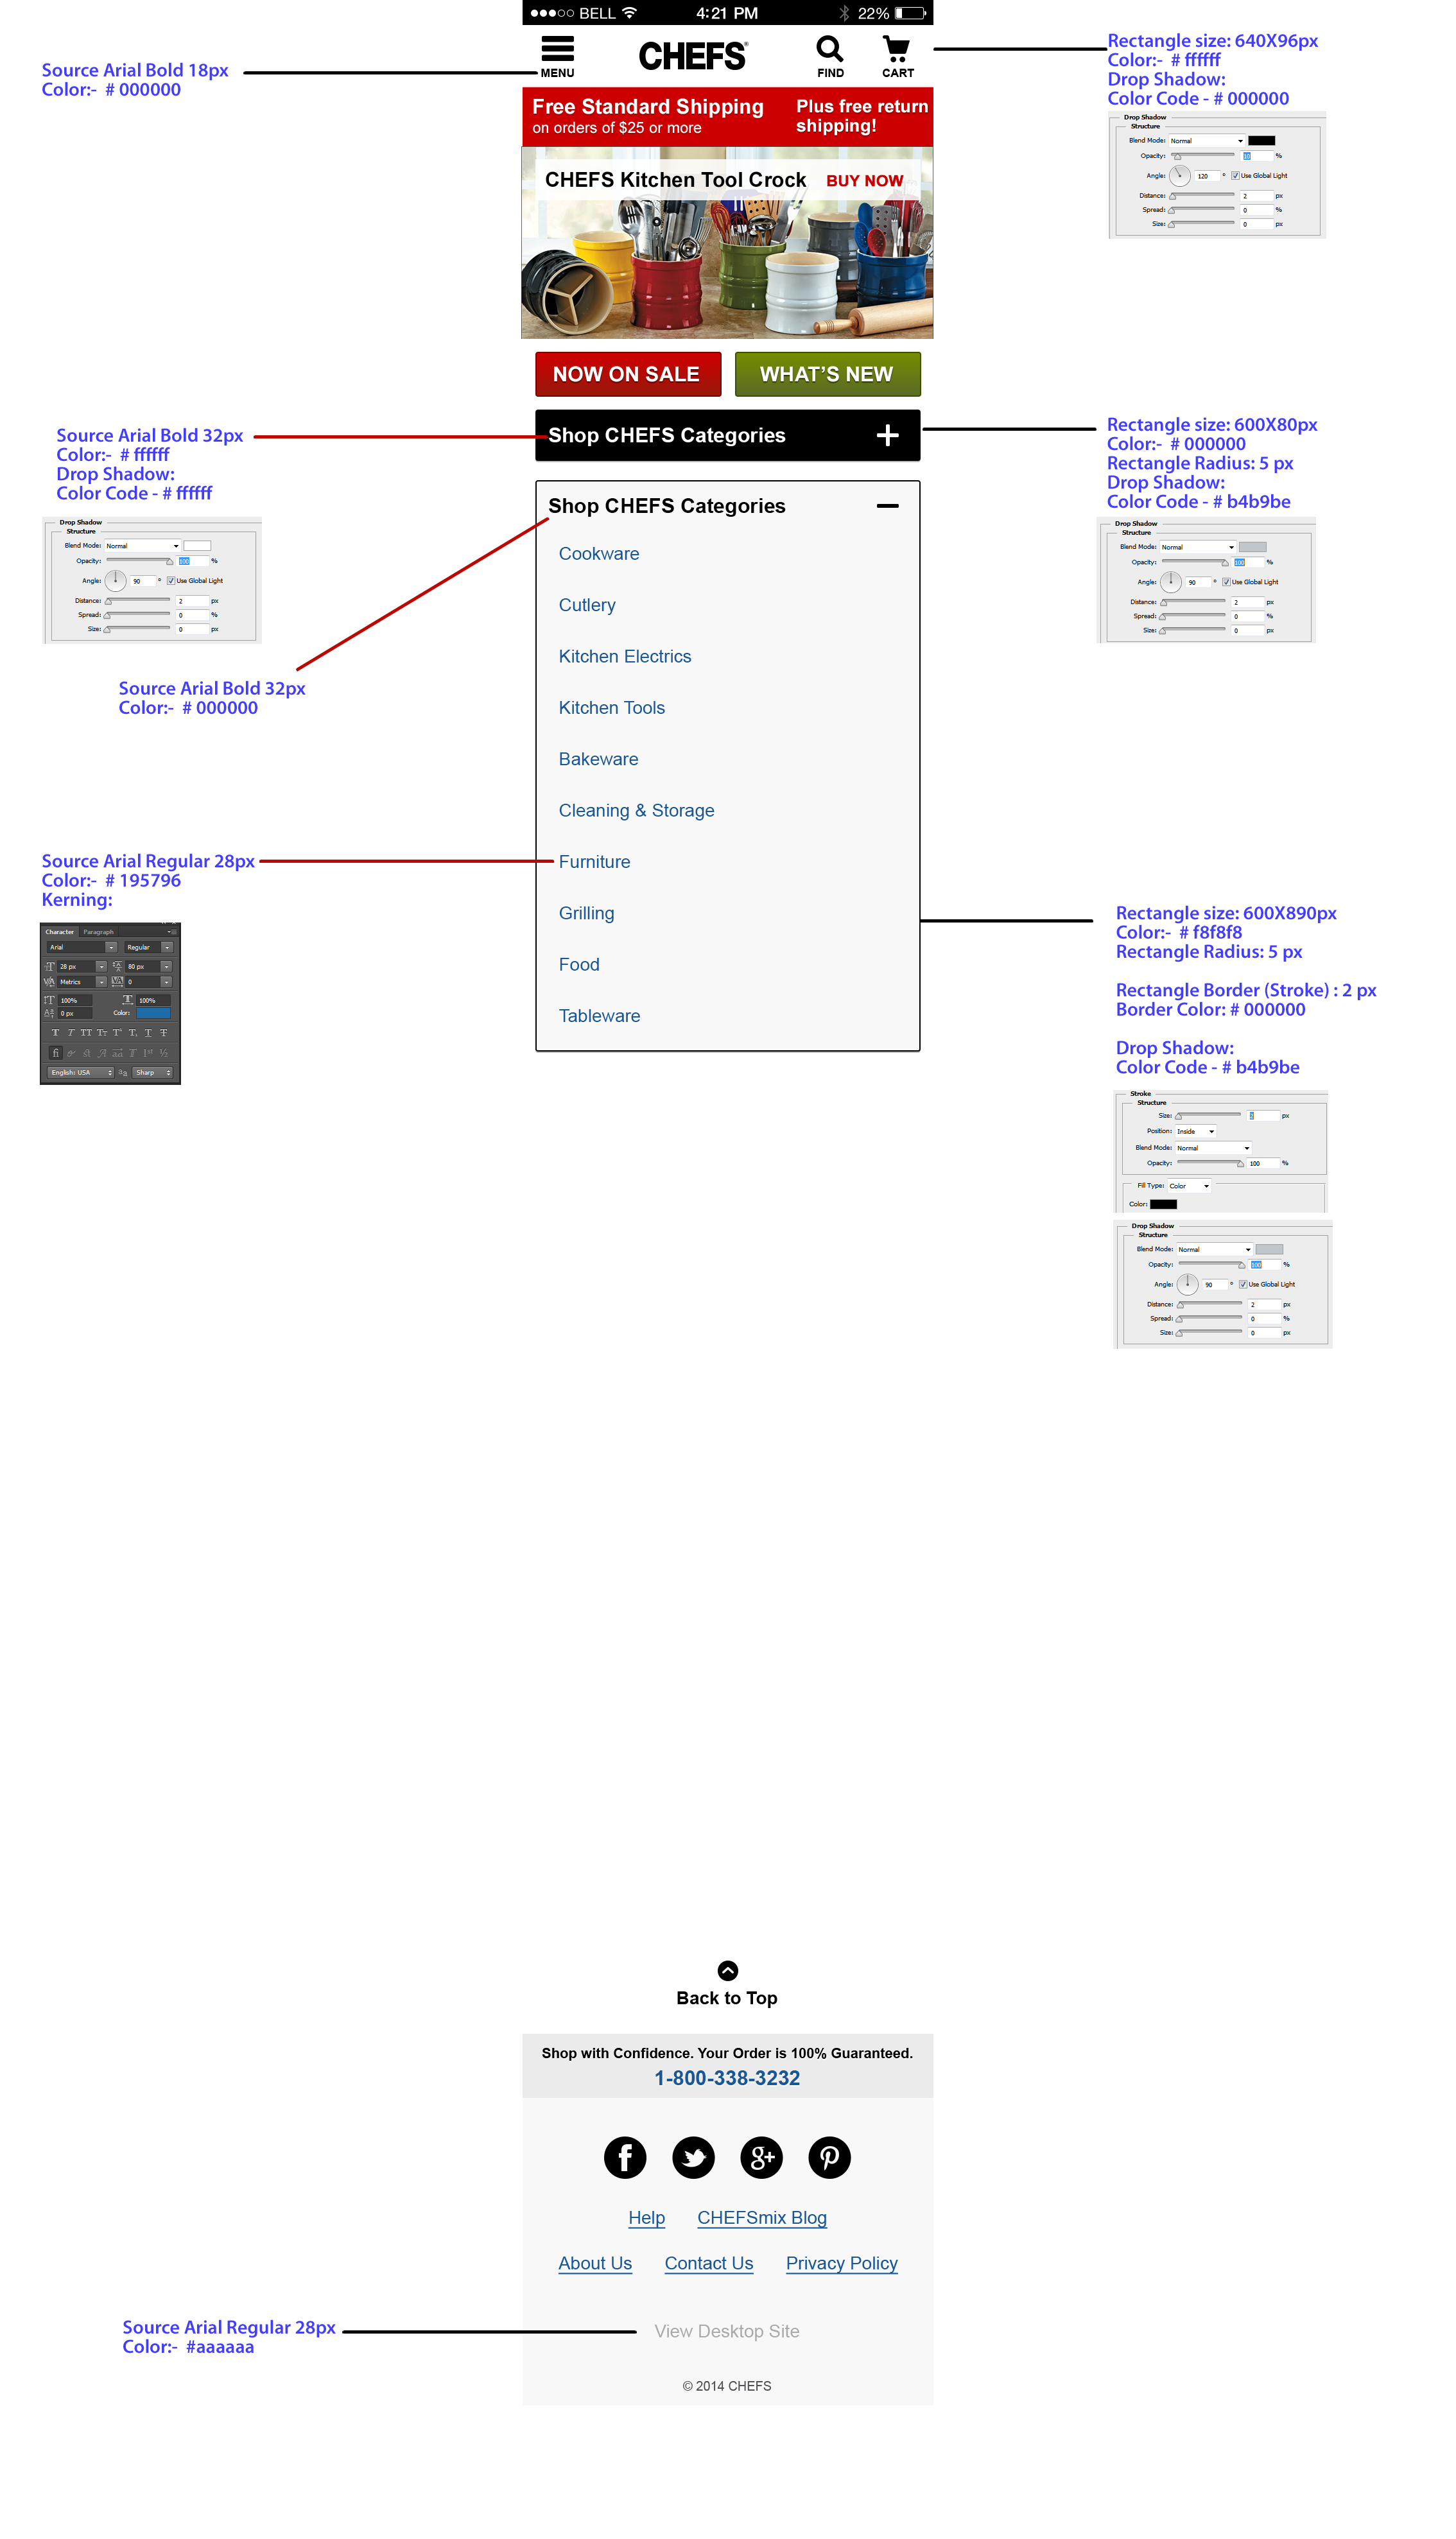 BELL 4:21 PM 22%
MENU
CHEFS®
FIND
CART
Free Standard Shipping
on orders of $25 or more
Plus free return
shipping!
CHEFS Kitchen Tool Crock BUY NOW
NOW ON SALE
WHAT'S NEW
Shop CHEFS Categories
Shop CHEFS Categories
Cookware
Cutlery
Kitchen Electrics
Kitchen Tools
Bakeware
Cleaning & Storage
Furniture
Grilling
Food
Tableware
Back to Top
Shop with Confidence. Your Order is 100% Guaranteed.
1-800-338-3232
f g+ p
Help CHEFSmix Blog
About Us Contact Us Privacy Policy
View Desktop Site
© 2014 CHEFS
Source Arial Bold 18px
Color:- # 000000
Source Arial Bold 32px
Color:- # ffffff
Drop Shadow:
Color Code - # ffffff
Drop Shadow
Structure
Blend Mode: Normal
Opacity: 100 %
Angle: 90 ° Use Global Light
Distance: 2 px
Spread: 0 %
Size: 0 px
Source Arial Bold 32px
Color:- # 000000
Source Arial Regular 28px
Color:- # 195796
Kerning:
Character Paragraph
Arial Regular
28 px 80 px
Metrics 0
100% 100%
0 px Color:
T T TT Tт T¹ T₁ T Ŧ
fi 1st ½
English: USA aa Sharp
Source Arial Regular 28px
Color:- #aaaaaa
Rectangle size: 640X96px
Color:- # ffffff
Drop Shadow:
Color Code - # 000000
Drop Shadow
Structure
Blend Mode: Normal
Opacity: 10 %
Angle: 120 ° Use Global Light
Distance: 2 px
Spread: 0 %
Size: 0 px
Rectangle size: 600X80px
Color:- # 000000
Rectangle Radius: 5 px
Drop Shadow:
Color Code - # b4b9be
Drop Shadow
Structure
Blend Mode: Normal
Opacity: 100 %
Angle: 90 ° Use Global Light
Distance: 2 px
Spread: 0 %
Size: 0 px
Rectangle size: 600X890px
Color:- # f8f8f8
Rectangle Radius: 5 px
Rectangle Border (Stroke) : 2 px
Border Color: # 000000
Drop Shadow:
Color Code - # b4b9be
Stroke
Structure
Size: 2 px
Position: Inside
Blend Mode: Normal
Opacity: 100 %
Fill Type: Color
Color:
Drop Shadow
Structure
Blend Mode: Normal
Opacity: 100 %
Angle: 90 ° Use Global Light
Distance: 2 px
Spread: 0 %
Size: 0 px